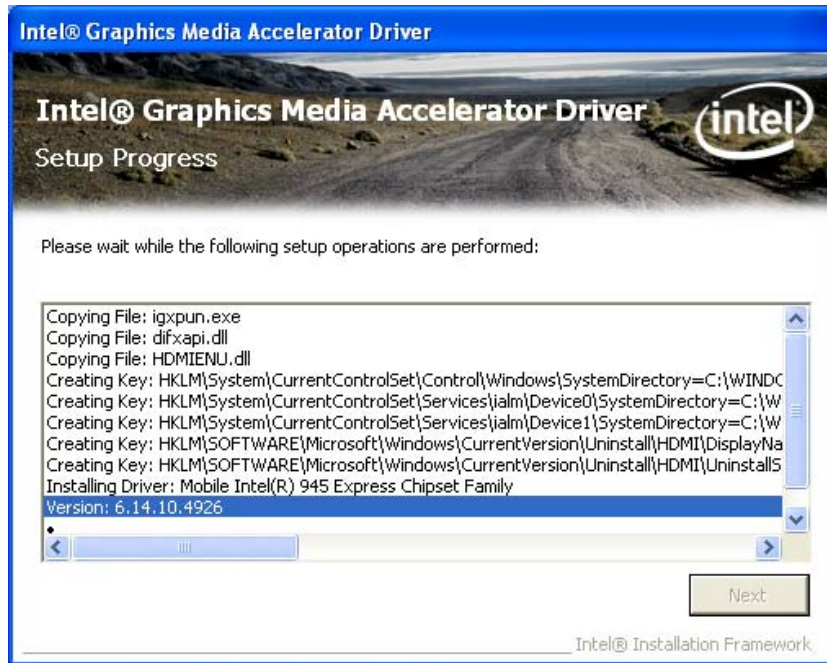 Intel® Graphics Media Accelerator Driver
Intel® Graphics Media Accelerator Driver
intel
Setup Progress
Please wait while the following setup operations are performed:
Copying File: igxpun.exe
Copying File: difxapi.dll
Copying File: HDMIENU.dll
Creating Key: HKLM\System\CurrentControlSet\Control\Windows\SystemDirectory=C:\WINDO
Creating Key: HKLM\System\CurrentControlSet\Services\ialm\Device0\SystemDirectory=C:\W
Creating Key: HKLM\System\CurrentControlSet\Services\ialm\Device1\SystemDirectory=C:\W
Creating Key: HKLM\SOFTWARE\Microsoft\Windows\CurrentVersion\Uninstall\HDMI\DisplayNa
Creating Key: HKLM\SOFTWARE\Microsoft\Windows\CurrentVersion\Uninstall\HDMI\UninstallS
Installing Driver: Mobile Intel(R) 945 Express Chipset Family
Version: 6.14.10.4926
Next
Intel® Installation Framework